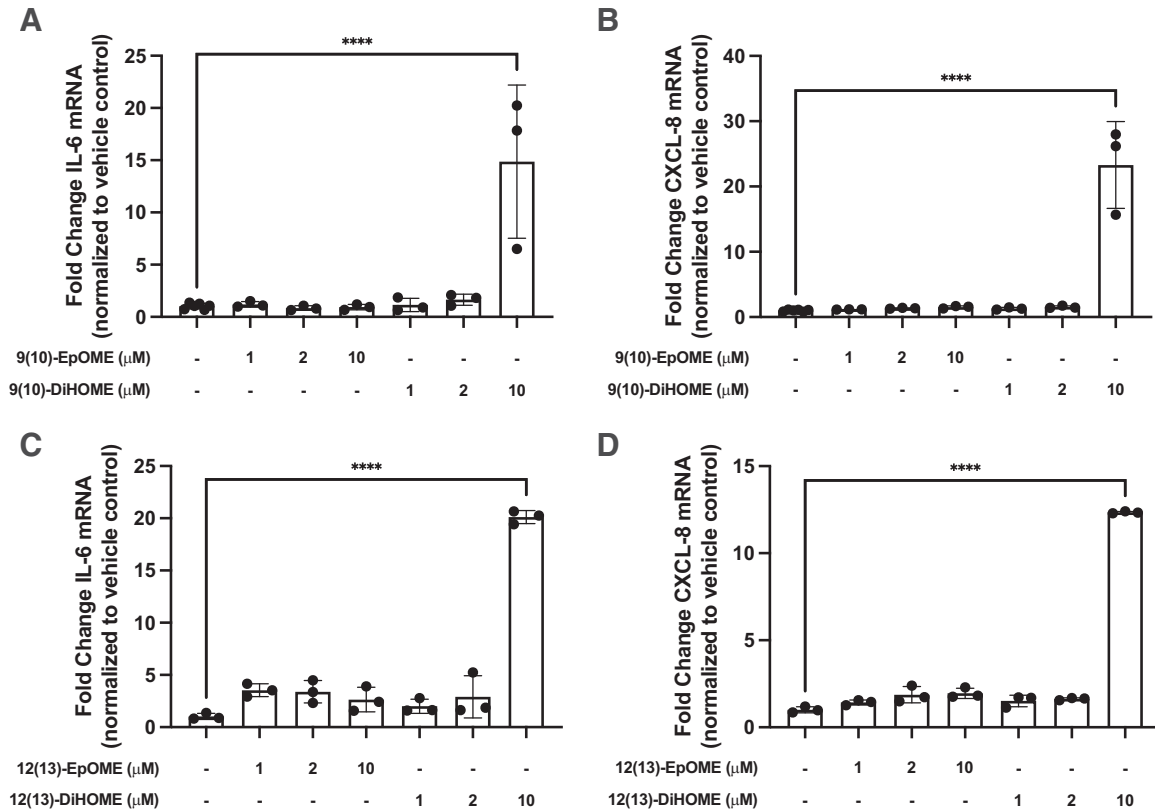 A
Fold Change IL-6 mRNA
(normalized to vehicle control)
25
20
15
10
5
0
****
9(10)-EpOME (μM) - 1 2 10 - - -
9(10)-DiHOME (μM) - - - - 1 2 10
B
Fold Change CXCL-8 mRNA
(normalized to vehicle control)
40
30
20
10
0
****
9(10)-EpOME (μM) - 1 2 10 - - -
9(10)-DiHOME (μM) - - - - 1 2 10
C
Fold Change IL-6 mRNA
(normalized to vehicle control)
25
20
15
10
5
0
****
12(13)-EpOME (μM) - 1 2 10 - - -
12(13)-DiHOME (μM) - - - - 1 2 10
D
Fold Change CXCL-8 mRNA
(normalized to vehicle control)
15
10
5
0
****
12(13)-EpOME (μM) - 1 2 10 - - -
12(13)-DiHOME (μM) - - - - 1 2 10